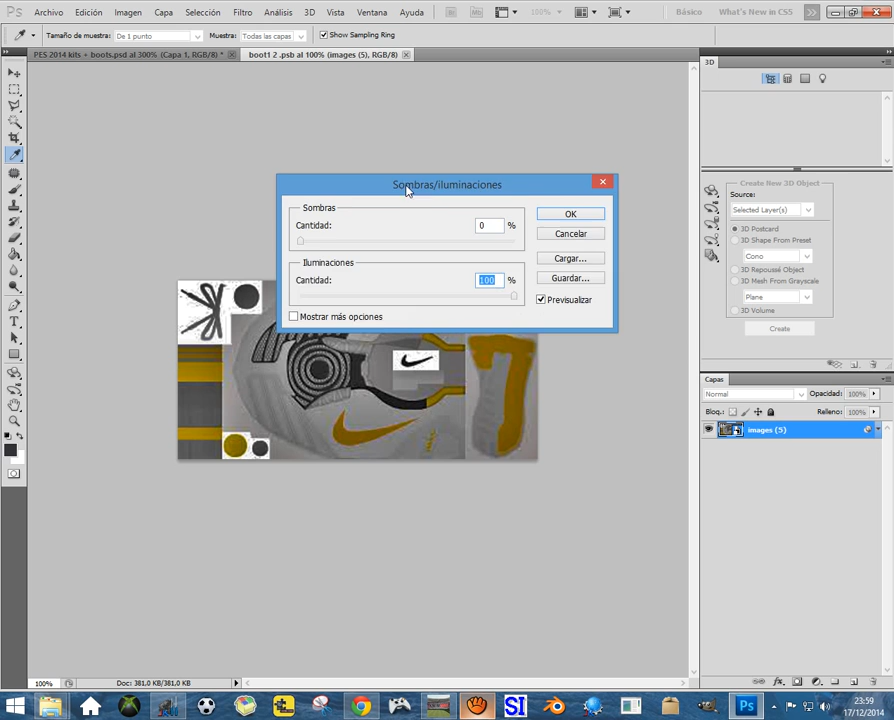 Ps Archivo Edición Imagen Capa Selección Filtro Análisis 3D Vista Ventana Ayuda Br Mb 100% Básico What's New in CS5
Tamaño de muestra: De 1 punto Muestra: Todas las capas Show Sampling Ring
PES 2014 kits + boots.psd al 300% (Capa 1, RGB/8) * boot1 2 .psb al 100% (images (5), RGB/8)
3D
Sombras/iluminaciones
Sombras
Cantidad: 0 %
Iluminaciones
Cantidad: 100 %
Mostrar más opciones
OK
Cancelar
Cargar...
Guardar...
Previsualizar
Create New 3D Object
Source:
Selected Layer(s)
3D Postcard
3D Shape From Preset
Cono
3D Repoussé Object
3D Mesh From Grayscale
Plane
3D Volume
Create
Capas
Normal Opacidad: 100%
Bloq.: Relleno: 100%
images (5)
T
100% Doc: 381,0 KB/381,0 KB
SI Ps 23:59
17/12/2014